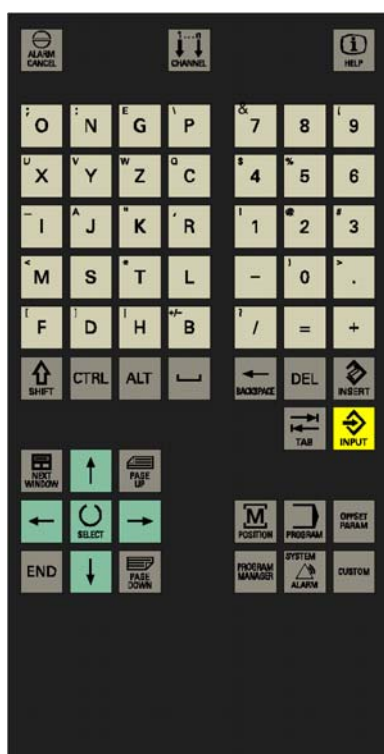 1...n
ALARM CANCEL CHANNEL HELP
; O : N E G \ P & 7 8 ( 9
U X V Y W Z Q C $ 4 % 5 6
_ I A J " K ' R ! 1 @ 2 # 3
< M S * T L - ) 0 > .
[ F ] D | H +/- B ? / = +
SHIFT CTRL ALT BACKSPACE DEL INSERT
TAB INPUT
NEXT WINDOW PAGE UP
SELECT M POSITION PROGRAM OFFSET PARAM
END PAGE DOWN PROGRAM MANAGER SYSTEM ALARM CUSTOM